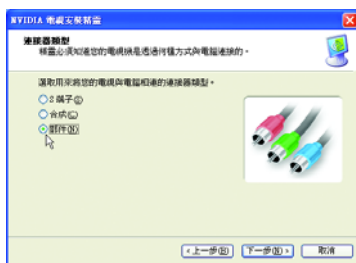 NVIDIA 電視安裝精靈
連接器類型
精靈必須知道您的電視機是透過何種方式與電腦連接的。
選取用來將您的電視與電腦相連的連接器類型。
S 端子(S)
合成(C)
部件(N)
<上一步(B)
下一步(N)>
取消